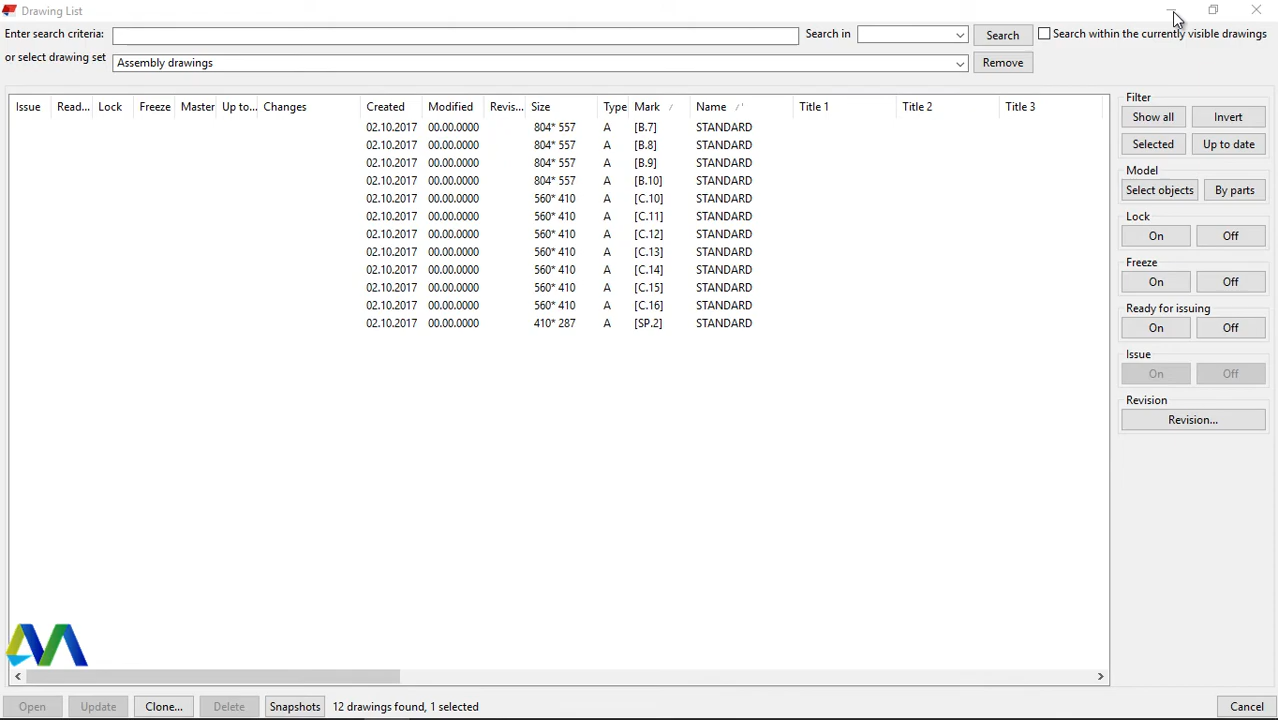 Drawing List
Enter search criteria: Search in Search Search within the currently visible drawings
or select drawing set Assembly drawings Remove
Issue Read... Lock Freeze Master Up to... Changes Created Modified Revis... Size Type Mark Name Title 1 Title 2 Title 3
02.10.2017 00.00.0000 804* 557 A [B.7] STANDARD
02.10.2017 00.00.0000 804* 557 A [B.8] STANDARD
02.10.2017 00.00.0000 804* 557 A [B.9] STANDARD
02.10.2017 00.00.0000 804* 557 A [B.10] STANDARD
02.10.2017 00.00.0000 560* 410 A [C.10] STANDARD
02.10.2017 00.00.0000 560* 410 A [C.11] STANDARD
02.10.2017 00.00.0000 560* 410 A [C.12] STANDARD
02.10.2017 00.00.0000 560* 410 A [C.13] STANDARD
02.10.2017 00.00.0000 560* 410 A [C.14] STANDARD
02.10.2017 00.00.0000 560* 410 A [C.15] STANDARD
02.10.2017 00.00.0000 560* 410 A [C.16] STANDARD
02.10.2017 00.00.0000 410* 287 A [SP.2] STANDARD
Filter
Show all Invert
Selected Up to date
Model
Select objects By parts
Lock
On Off
Freeze
On Off
Ready for issuing
On Off
Issue
On Off
Revision
Revision...
Open Update Clone... Delete Snapshots 12 drawings found, 1 selected Cancel